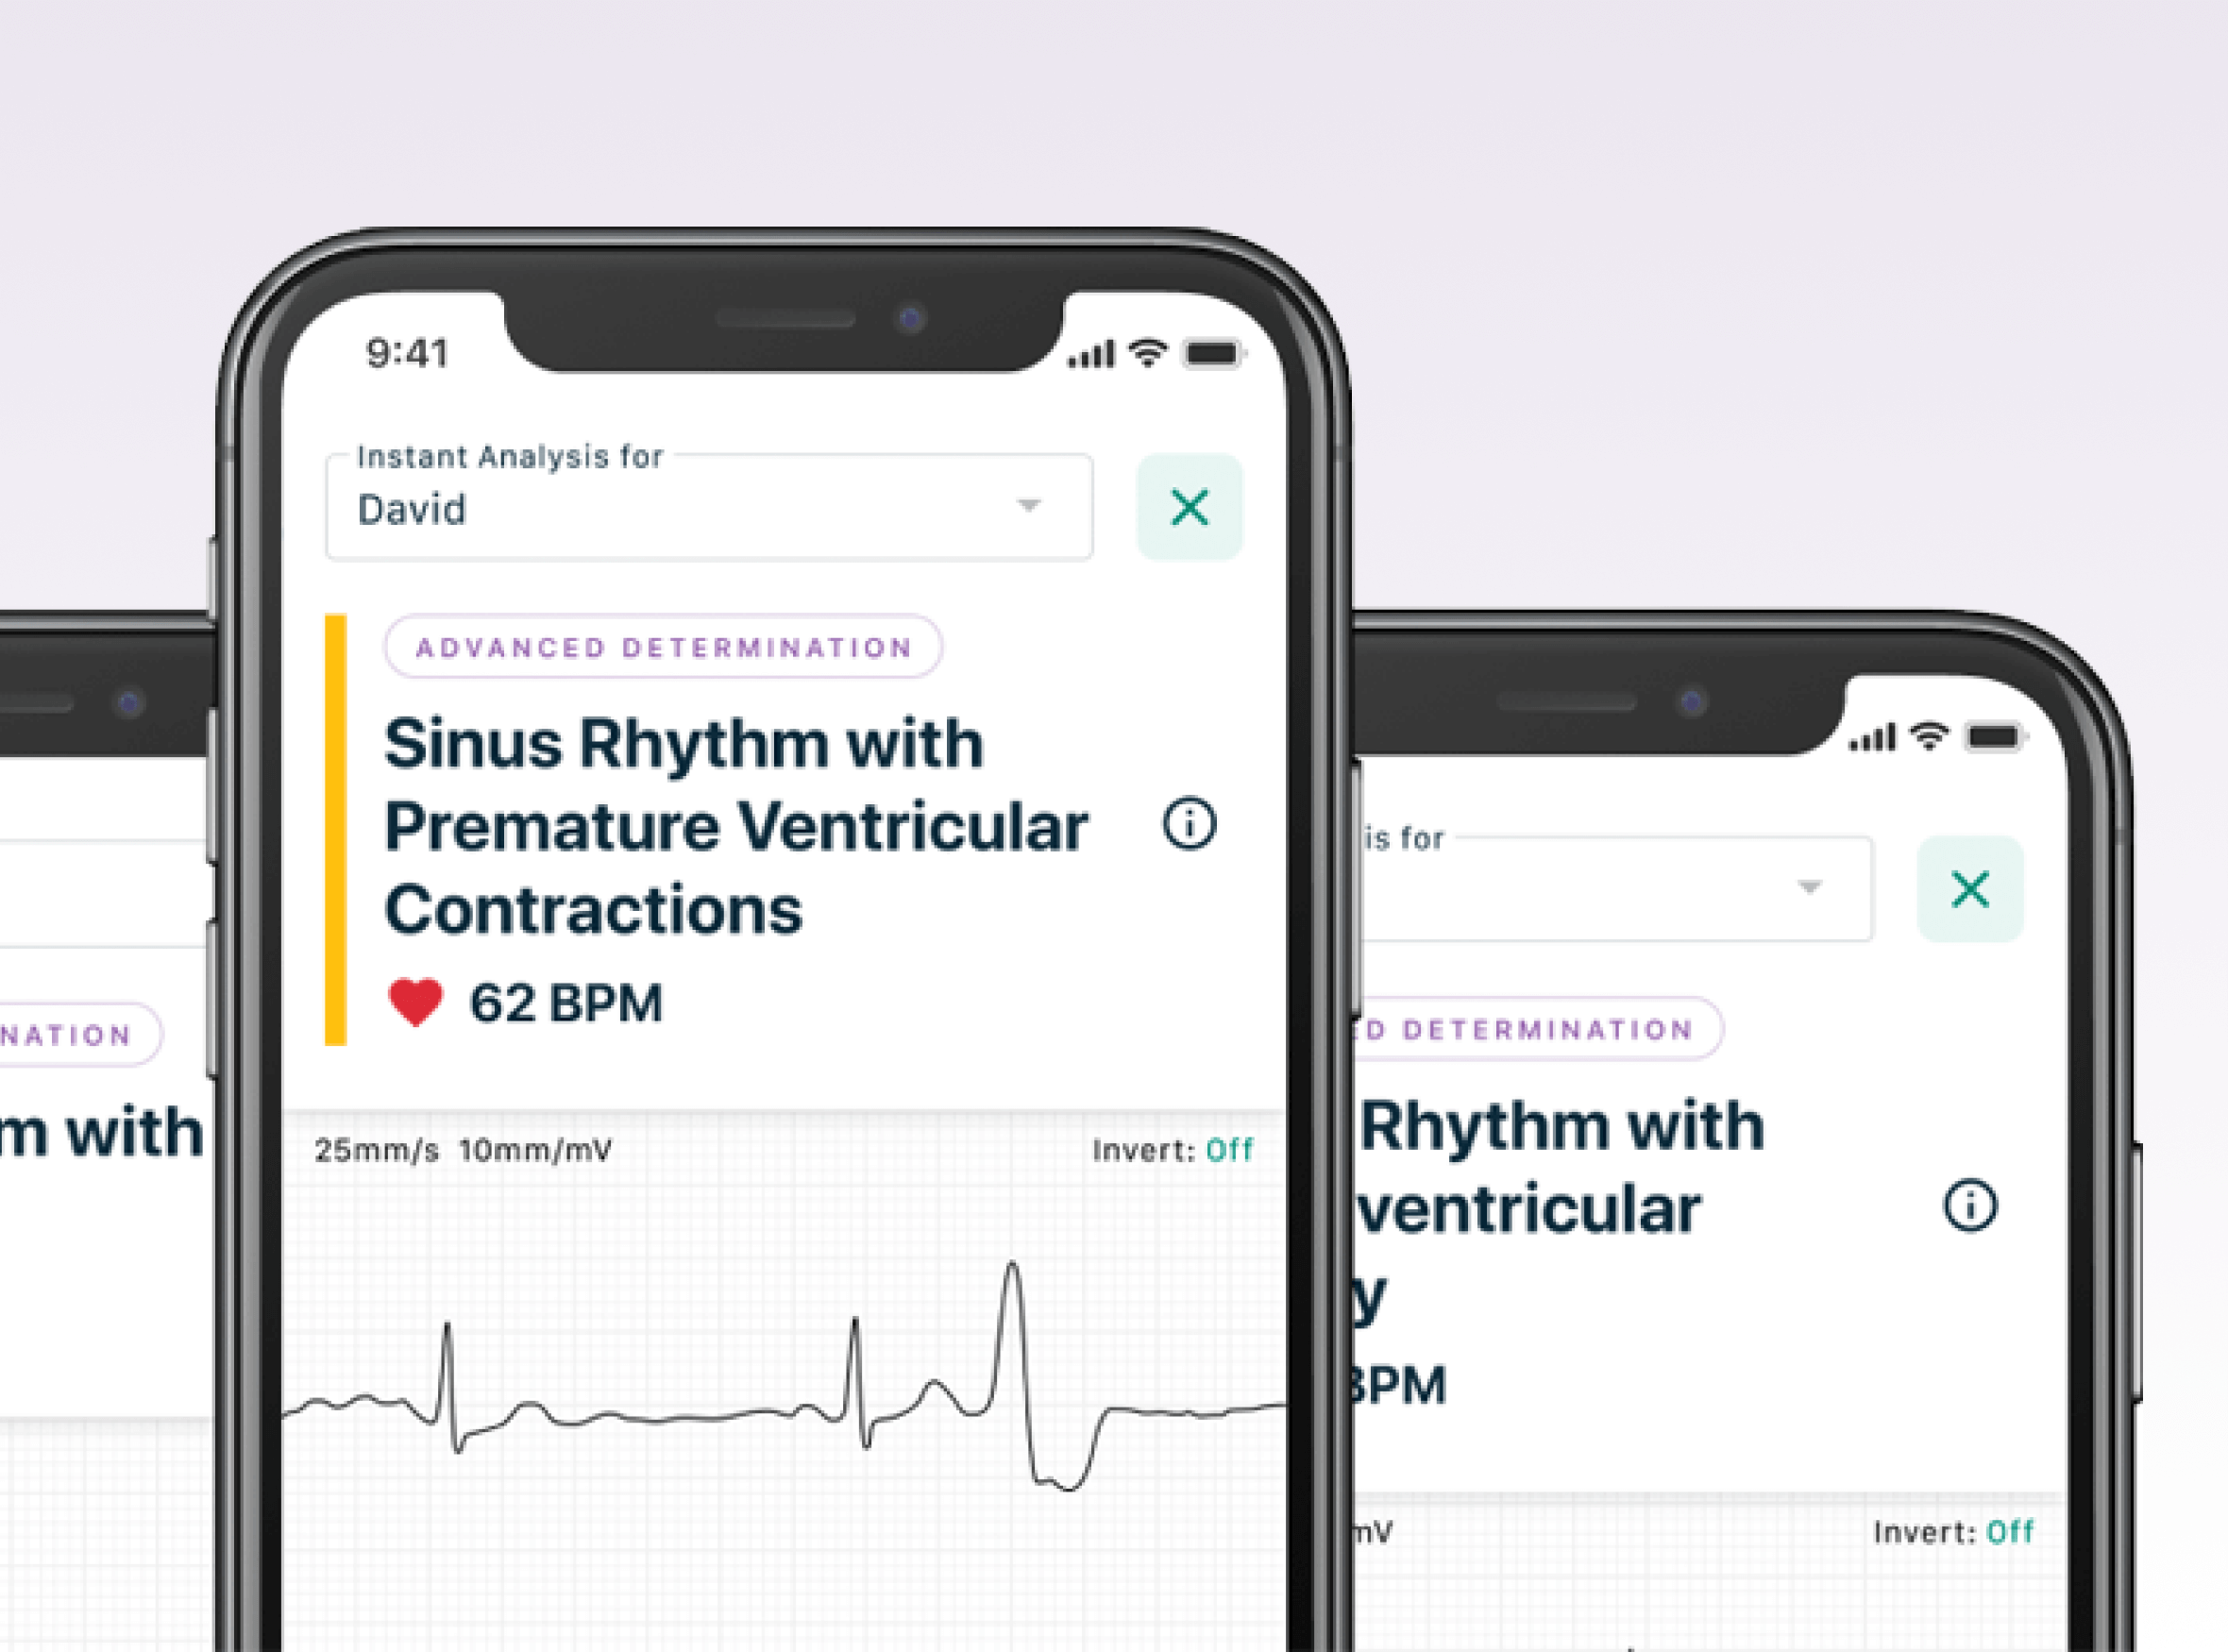 9:41
Instant Analysis for
David
ADVANCED DETERMINATION
Sinus Rhythm with
Premature Ventricular
Contractions
62 BPM
25mm/s 10mm/mV
Invert: Off
NATION
m with
is for
ED DETERMINATION
Rhythm with
ventricular
y
BPM
mV
Invert: Off